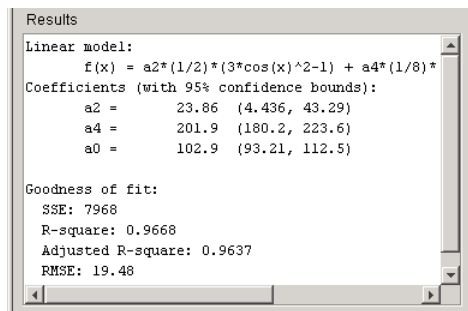 Results
Linear model:
f(x) = a2*(1/2)*(3*cos(x)^2-1) + a4*(1/8)*
Coefficients (with 95% confidence bounds):
a2 = 23.86 (4.436, 43.29)
a4 = 201.9 (180.2, 223.6)
a0 = 102.9 (93.21, 112.5)
Goodness of fit:
SSE: 7968
R-square: 0.9668
Adjusted R-square: 0.9637
RMSE: 19.48